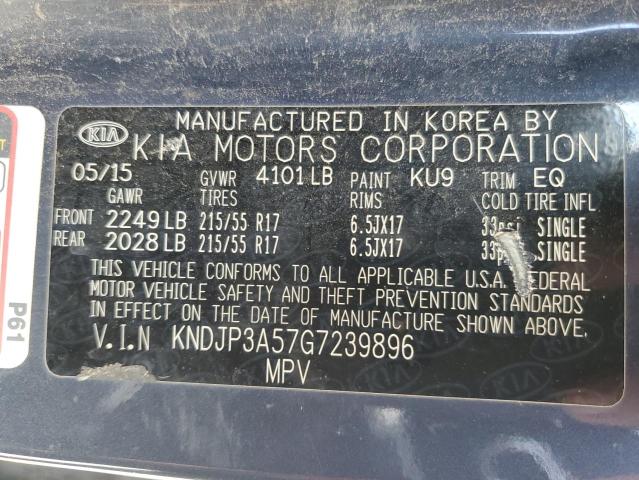 KIA
MANUFACTURED IN KOREA BY
KIA MOTORS CORPORATION
05/15 GVWR 4101 LB PAINT KU9 TRIM EQ
GAWR TIRES RIMS COLD TIRE INFL.
FRONT 2249 LB 215/55 R17 6.5JX17 33psi SINGLE
REAR 2028 LB 215/55 R17 6.5JX17 33psi SINGLE
THIS VEHICLE CONFORMS TO ALL APPLICABLE U.S.A. FEDERAL
MOTOR VEHICLE SAFETY AND THEFT PREVENTION STANDARDS
IN EFFECT ON THE DATE OF MANUFACTURE SHOWN ABOVE.
V.I.N KNDJP3A57G7239896
MPV
P61